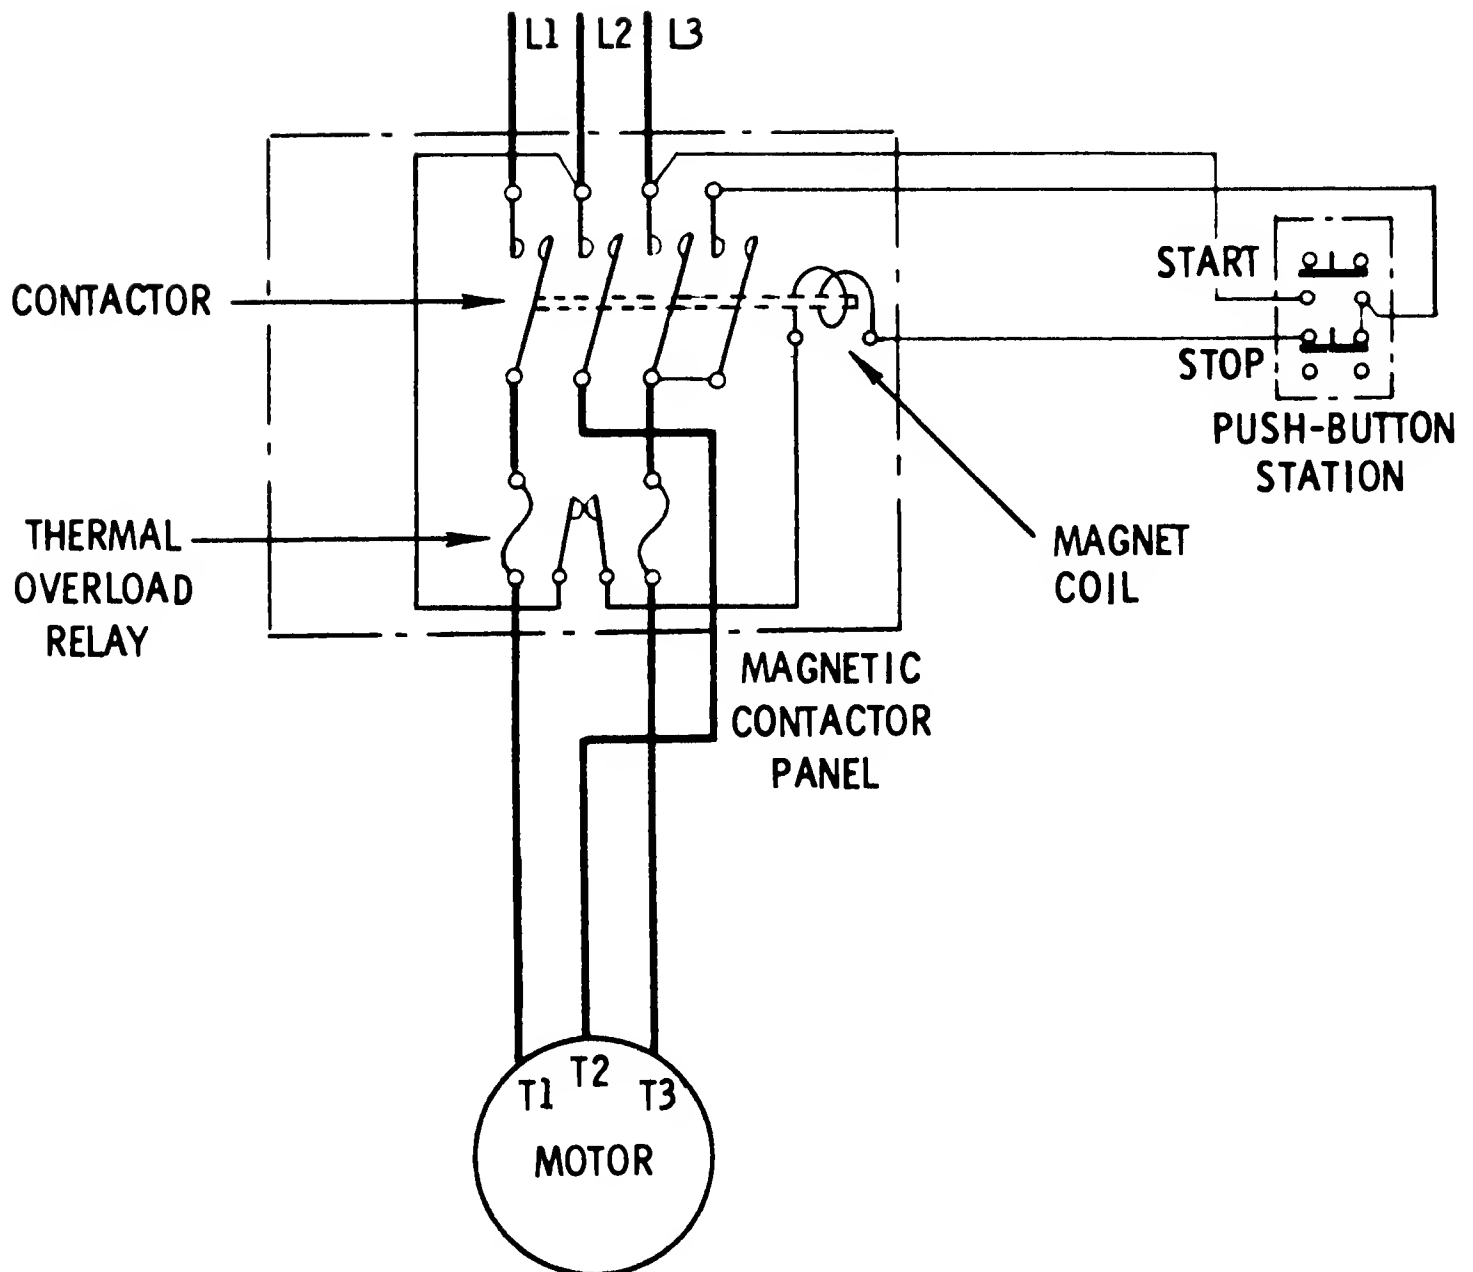 L1 L2 L3
START
CONTACTOR
STOP
PUSH-BUTTON
STATION
THERMAL
OVERLOAD
RELAY
MAGNET
COIL
MAGNETIC
CONTACTOR
PANEL
T1 T2 T3
MOTOR